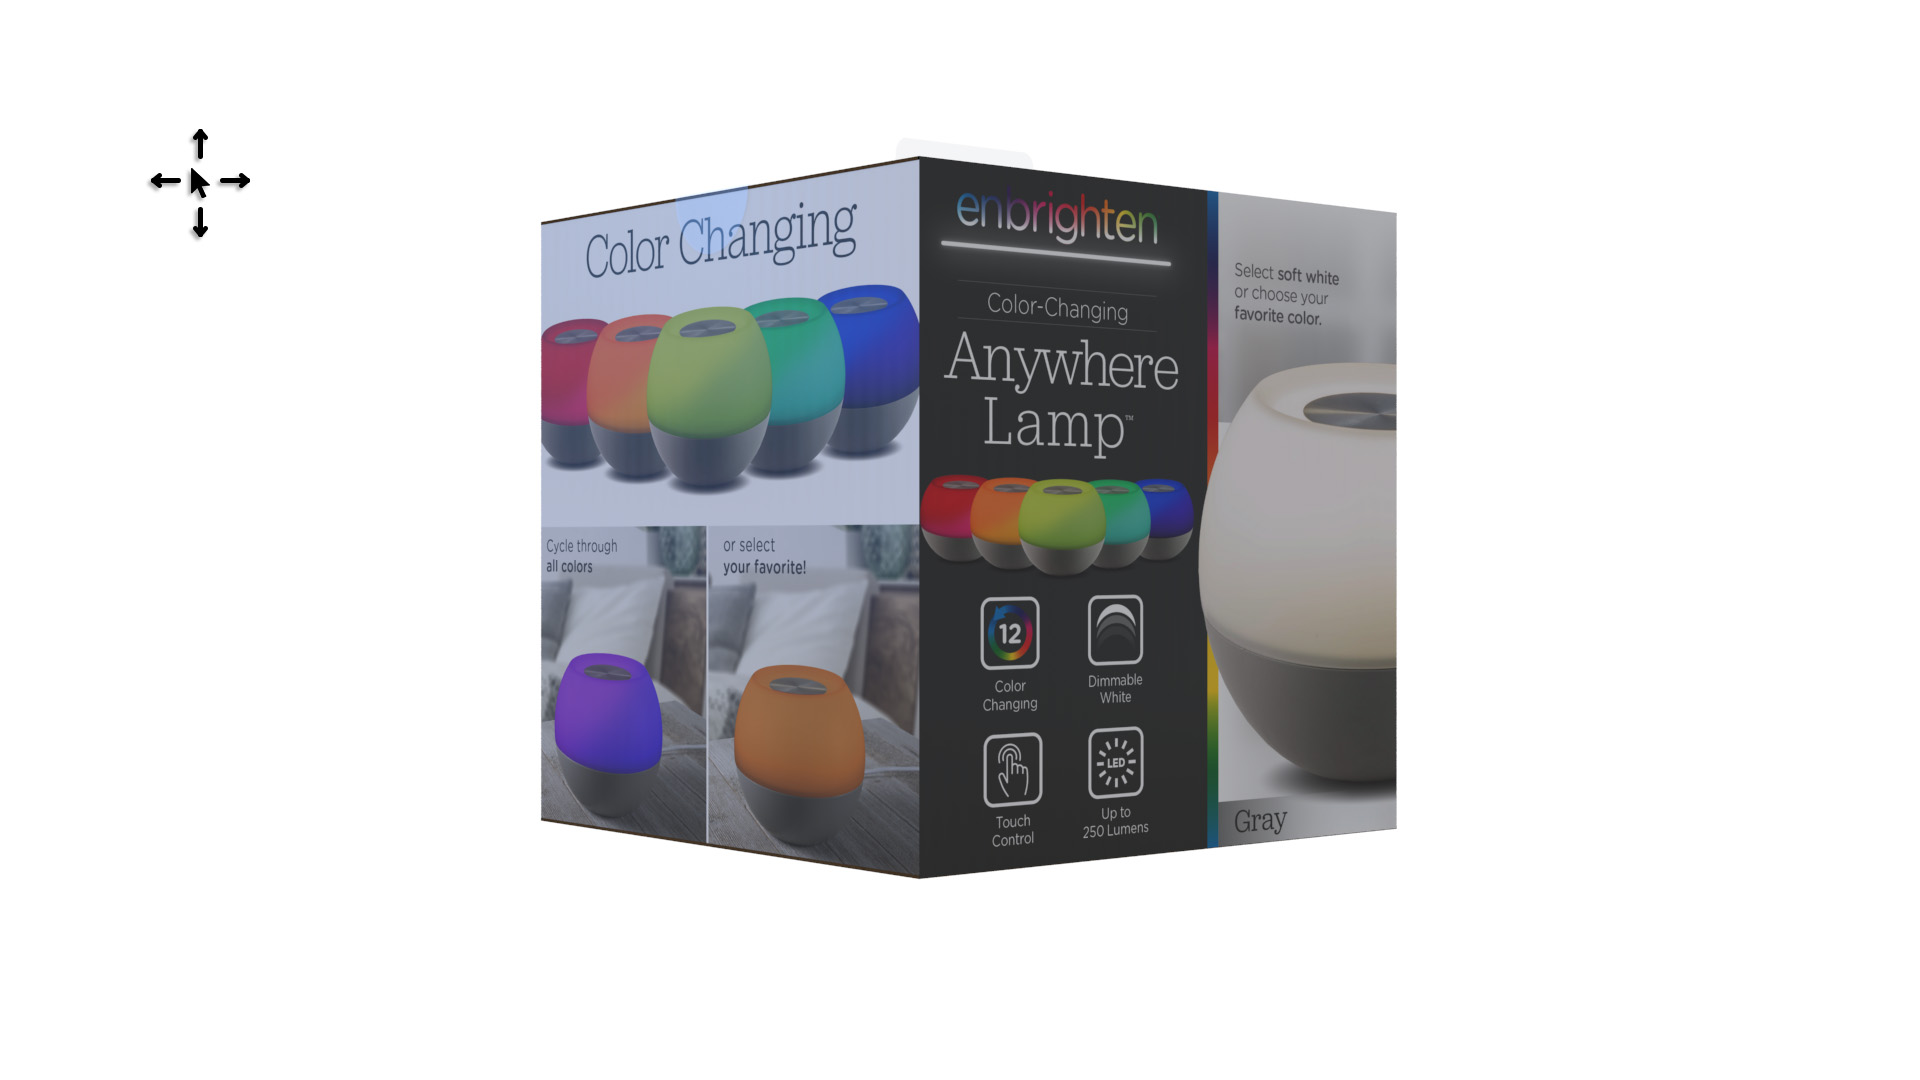 Color Changing
Cycle through
all colors
or select
your favorite!
enbrighten
Color-Changing
Anywhere
Lamp™
12
Color
Changing
Dimmable
White
Touch
Control
LED
Up to
250 Lumens
Select soft white
or choose your
favorite color.
Gray